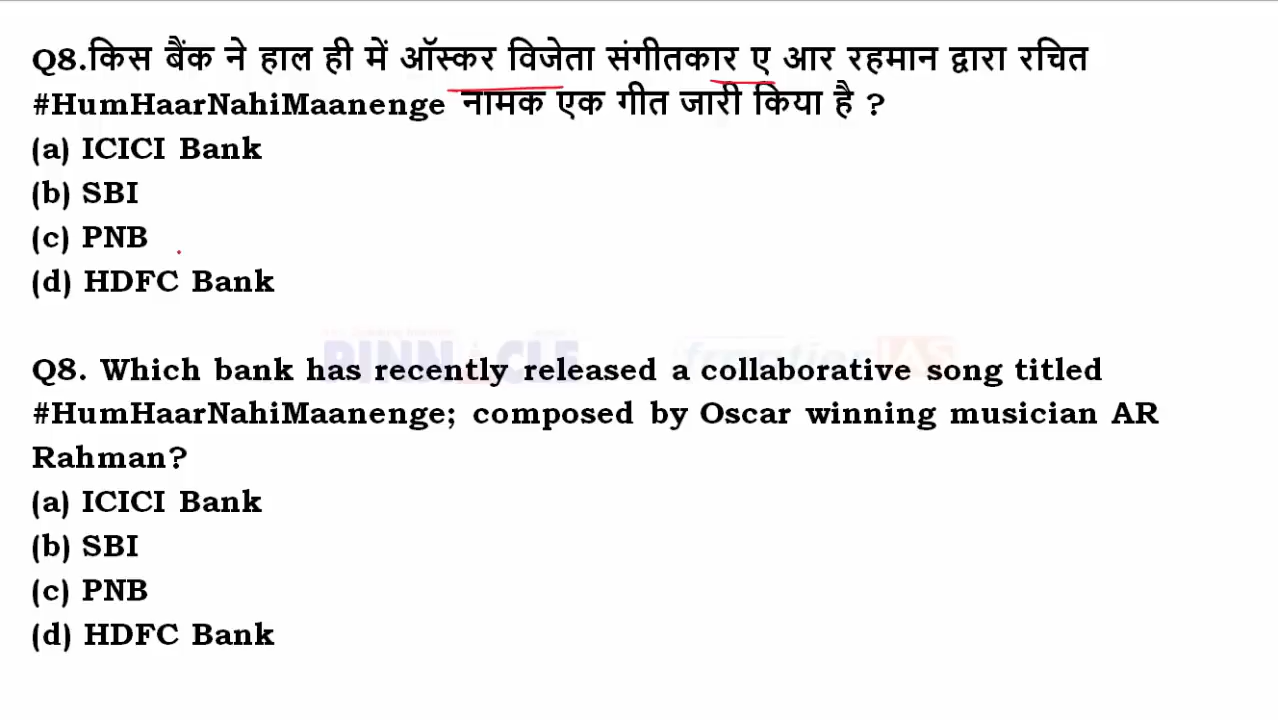 Q8.किस बैंक ने हाल ही में ऑस्कर विजेता संगीतकार ए आर रहमान द्वारा रचित
#HumHaarNahiMaanenge नामक एक गीत जारी किया है ?
(a) ICICI Bank
(b) SBI
(c) PNB
(d) HDFC Bank
PINNACLE
Q8. Which bank has recently released a collaborative song titled
#HumHaarNahiMaanenge; composed by Oscar winning musician AR
Rahman?
(a) ICICI Bank
(b) SBI
(c) PNB
(d) HDFC Bank